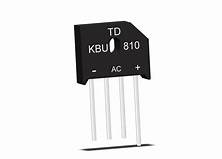 TD
KBU 810
- AC +